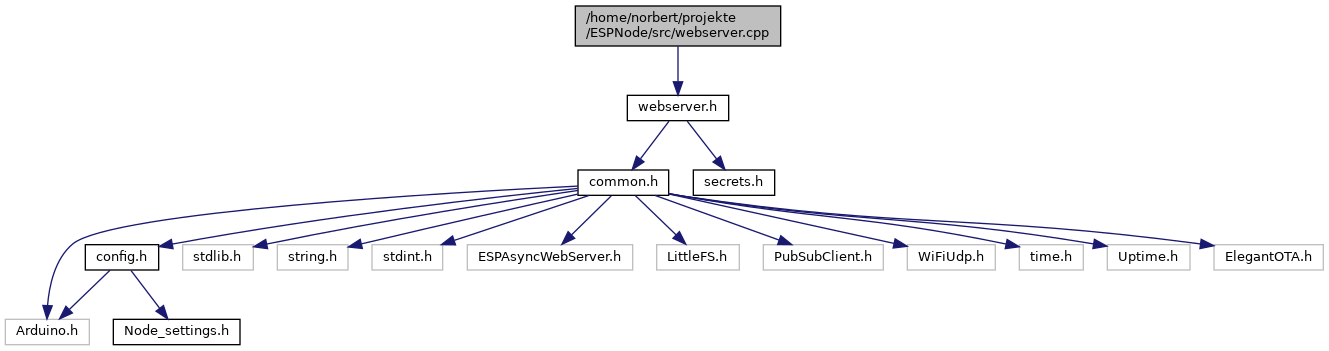 /home/norbert/projekte
/ESPNode/src/webserver.cpp
webserver.h
common.h
secrets.h
config.h
stdlib.h
string.h
stdint.h
ESPAsyncWebServer.h
LittleFS.h
PubSubClient.h
WiFiUdp.h
time.h
Uptime.h
ElegantOTA.h
Arduino.h
Node_settings.h